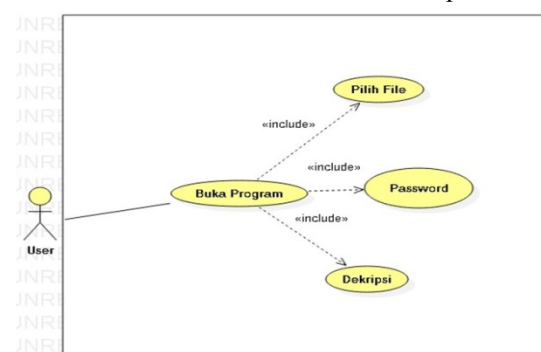 Pilih File
«include»
«include»
Buka Program
Password
«include»
User
Dekripsi